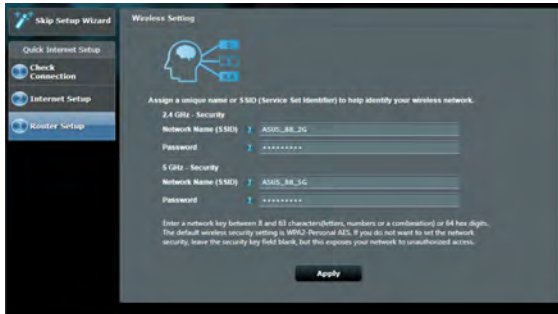 Skip Setup Wizard
Wireless Setting
Quick Internet Setup
Check
Connection
Internet Setup
Router Setup
Assign a unique name or SSID (Service Set Identifier) to help identify your wireless network.
2.4 GHz - Security
Network Name (SSID) ASUS_88_2G
Password •••••••••
5 GHz - Security
Network Name (SSID) ASUS_88_5G
Password •••••••••
Enter a network key between 8 and 63 characters(letters, numbers or a combination) or 64 hex digits.
The default wireless security setting is WPA2-Personal AES. If you do not want to set the network
security, leave the security key field blank, but this exposes your network to unauthorized access.
Apply